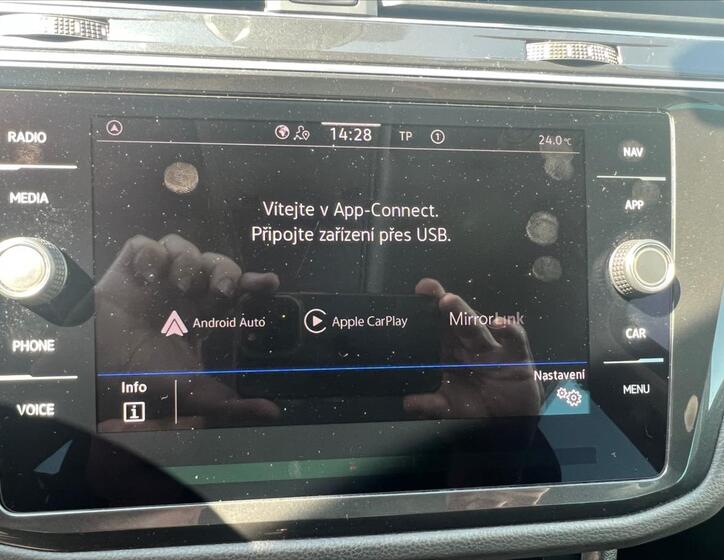 RADIO
MEDIA
PHONE
VOICE
14:28 TP 1 24.0°C
Vítejte v App-Connect.
Připojte zařízení přes USB.
Android Auto Apple CarPlay MirrorLink
Info
Nastavení
NAV
APP
CAR
MENU